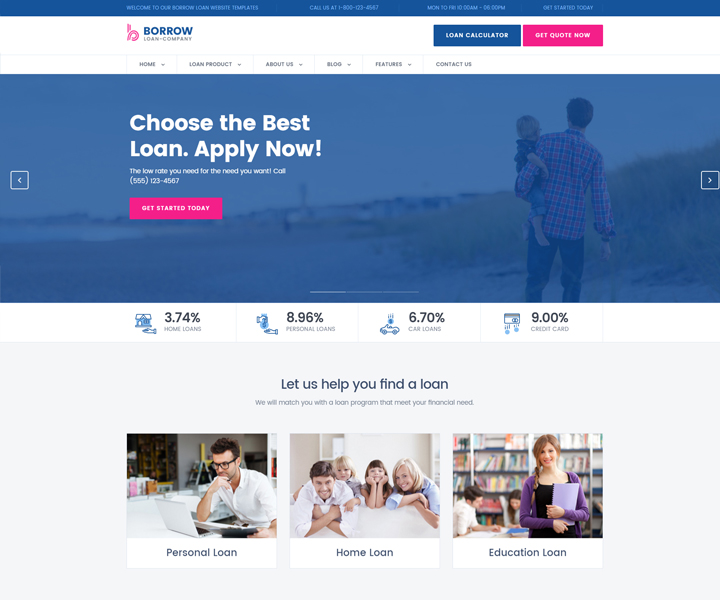 WELCOME TO OUR BORROW LOAN WEBSITE TEMPLATES
CALL US AT 1-800-123-4567
MON TO FRI 10:00AM - 06:00PM
GET STARTED TODAY
BORROW
LOAN-COMPANY
LOAN CALCULATOR
GET QUOTE NOW
HOME
LOAN PRODUCT
ABOUT US
BLOG
FEATURES
CONTACT US
Choose the Best
Loan. Apply Now!
The low rate you need for the need you want! Call
(555) 123-4567
GET STARTED TODAY
3.74%
HOME LOANS
8.96%
PERSONAL LOANS
6.70%
CAR LOANS
9.00%
CREDIT CARD
Let us help you find a loan
We will match you with a loan program that meet your financial need.
Personal Loan
Home Loan
Education Loan